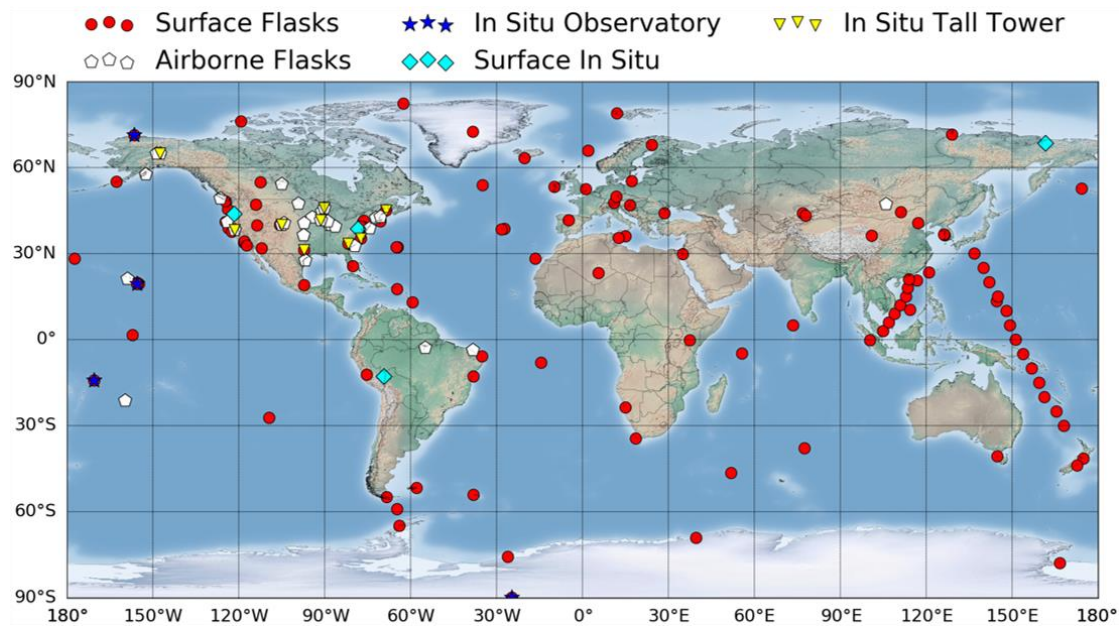 Surface Flasks In Situ Observatory In Situ Tall Tower
Airborne Flasks Surface In Situ
90°N
60°N
30°N
0°
30°S
60°S
90°S
180° 150°W 120°W 90°W 60°W 30°W 0° 30°E 60°E 90°E 120°E 150°E 180°